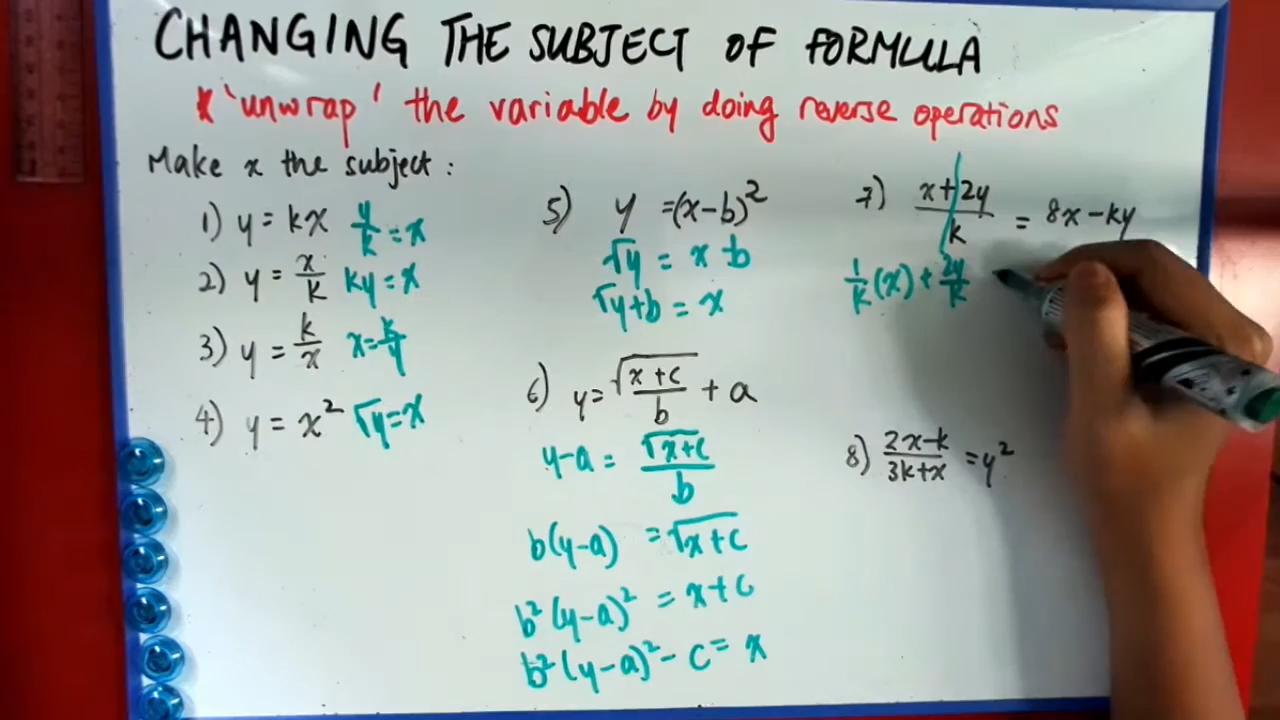 CHANGING THE SUBJECT OF FORMULA
* 'unwrap' the variable by doing reverse operations
Make x the subject :
1) y = kx y/k = x
2) y = x/k ky = x
3) y = k/x x = k/y
4) y = x² √y = x
5) y = (x-b)²
√y = x - b
√y + b = x
6) y = √(x+c)/b + a
y-a = √(x+c)/b
b(y-a) = √(x+c)
b²(y-a)² = x+c
b²(y-a)² - c = x
7) (x+2y)/k = 8x - ky
1/k (x) + 2y/k
8) (2x-k)/(3k+x) = y²